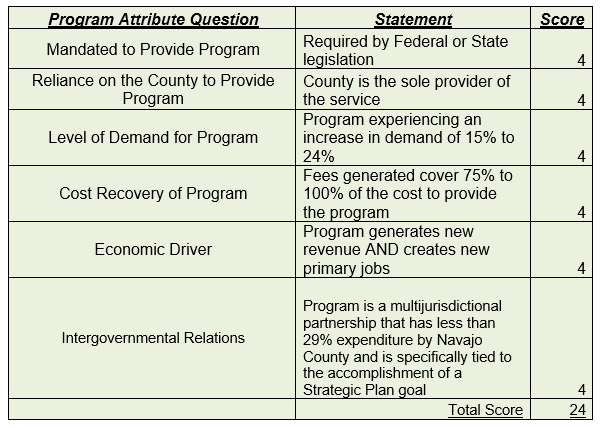 Program Attribute Question Statement Score
Mandated to Provide Program
Required by Federal or State
legislation
4
Reliance on the County to Provide
Program
County is the sole provider of
the service
4
Level of Demand for Program
Program experiencing an
increase in demand of 15% to
24%
4
Cost Recovery of Program
Fees generated cover 75% to
100% of the cost to provide
the program
4
Economic Driver
Program generates new
revenue AND creates new
primary jobs
4
Intergovernmental Relations
Program is a multijurisdictional
partnership that has less than
29% expenditure by Navajo
County and is specifically tied to
the accomplishment of a
Strategic Plan goal
4
Total Score 24